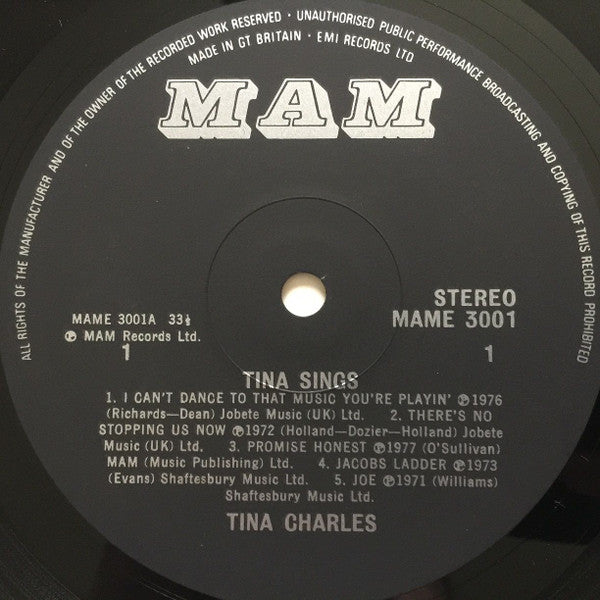 ALL RIGHTS OF THE MANUFACTURER AND OF THE OWNER OF THE RECORDED WORK RESERVED · UNAUTHORISED PUBLIC PERFORMANCE BROADCASTING AND COPYING OF THIS RECORD PROHIBITED
MADE IN GT BRITAIN · EMI RECORDS LTD
MAM
MAME 3001A 33⅓
℗ MAM Records Ltd.
1
STEREO
MAME 3001
1
TINA SINGS
1. I CAN'T DANCE TO THAT MUSIC YOU'RE PLAYIN' ℗1976
(Richards—Dean) Jobete Music (UK) Ltd. 2. THERE'S NO
STOPPING US NOW ℗1972 (Holland—Dozier—Holland) Jobete
Music (UK) Ltd. 3. PROMISE HONEST ℗1977 (O'Sullivan)
MAM (Music Publishing) Ltd. 4. JACOBS LADDER ℗1973
(Evans) Shaftesbury Music Ltd. 5. JOE ℗1971 (Williams)
Shaftesbury Music Ltd.
TINA CHARLES